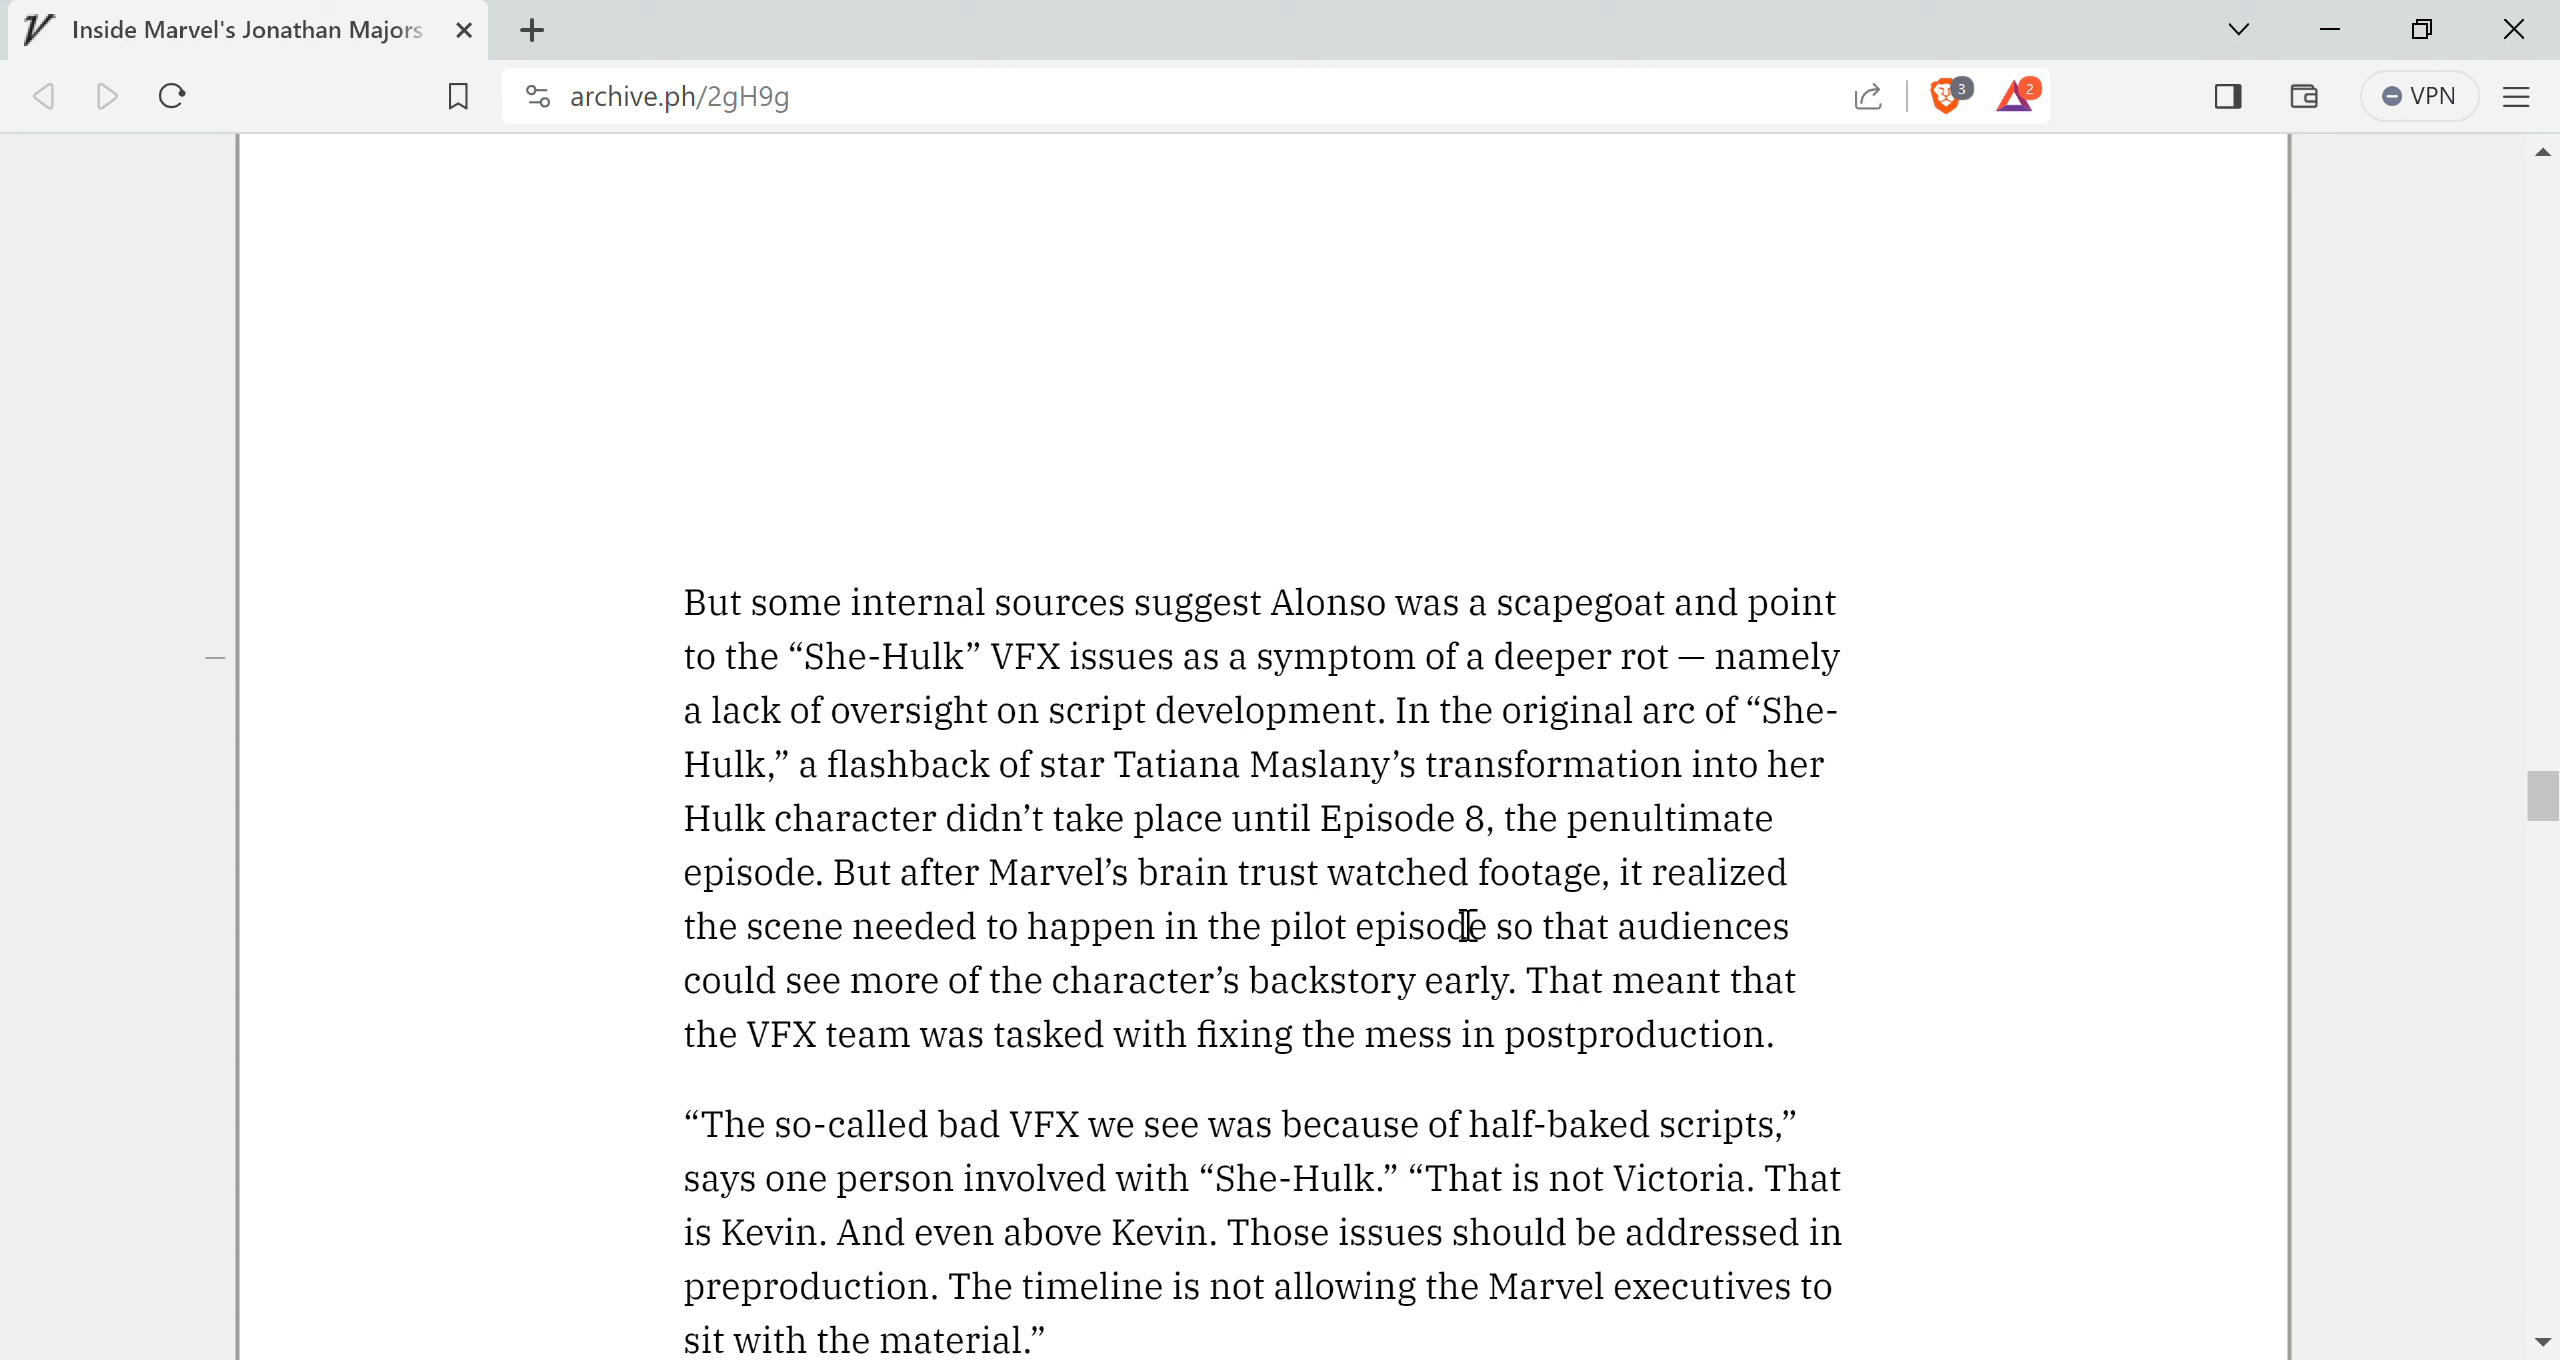 Inside Marvel's Jonathan Majors
archive.ph/2gH9g
3
2
VPN
But some internal sources suggest Alonso was a scapegoat and point
to the “She-Hulk” VFX issues as a symptom of a deeper rot — namely
a lack of oversight on script development. In the original arc of “She-
Hulk,” a flashback of star Tatiana Maslany’s transformation into her
Hulk character didn’t take place until Episode 8, the penultimate
episode. But after Marvel’s brain trust watched footage, it realized
the scene needed to happen in the pilot episode so that audiences
could see more of the character’s backstory early. That meant that
the VFX team was tasked with fixing the mess in postproduction.
“The so-called bad VFX we see was because of half-baked scripts,”
says one person involved with “She-Hulk.” “That is not Victoria. That
is Kevin. And even above Kevin. Those issues should be addressed in
preproduction. The timeline is not allowing the Marvel executives to
sit with the material.”